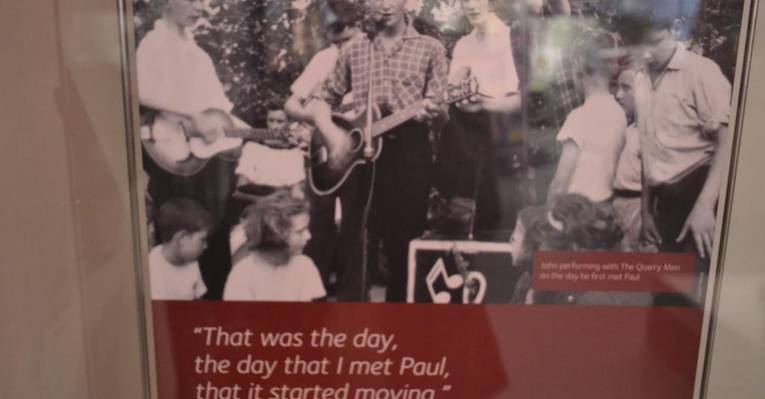 John performing with The Quarry Men
on the day he first met Paul
“That was the day,
the day that I met Paul,
that it started moving.”